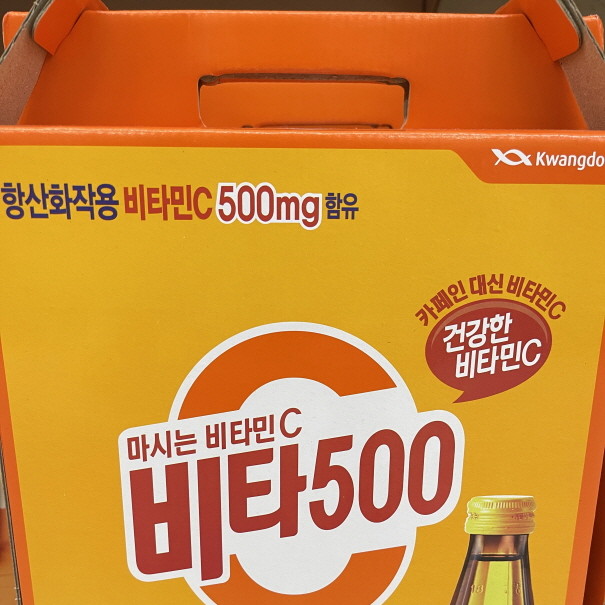 Kwangdo
항산화작용 비타민C 500mg 함유
카페인 대신 비타민C
건강한
비타민C
마시는 비타민C
비타500